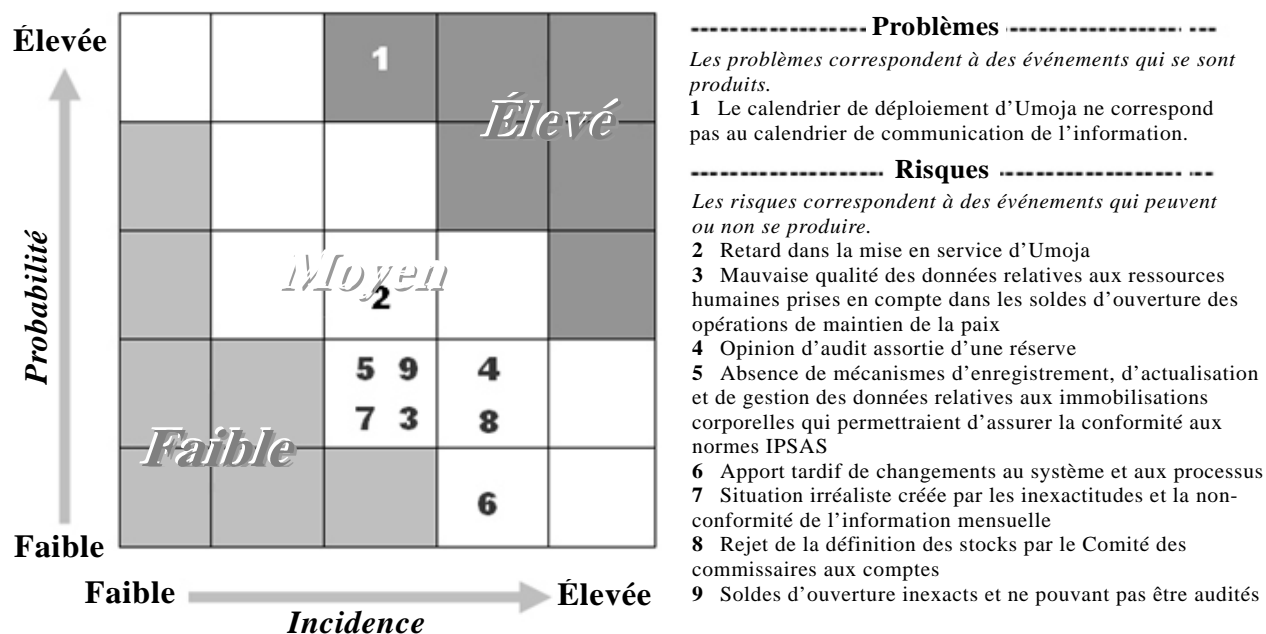 Élevée
Probabilité
Faible
1
Élevé
Moyen
2
5 9 4
7 3 8
Faible
6
Faible Élevée
Incidence
Problèmes
Les problèmes correspondent à des événements qui se sont
produits.
1 Le calendrier de déploiement d’Umoja ne correspond
pas au calendrier de communication de l’information.
Risques
Les risques correspondent à des événements qui peuvent
ou non se produire.
2 Retard dans la mise en service d’Umoja
3 Mauvaise qualité des données relatives aux ressources
humaines prises en compte dans les soldes d’ouverture des
opérations de maintien de la paix
4 Opinion d’audit assortie d’une réserve
5 Absence de mécanismes d’enregistrement, d’actualisation
et de gestion des données relatives aux immobilisations
corporelles qui permettraient d’assurer la conformité aux
normes IPSAS
6 Apport tardif de changements au système et aux processus
7 Situation irréaliste créée par les inexactitudes et la non-
conformité de l’information mensuelle
8 Rejet de la définition des stocks par le Comité des
commissaires aux comptes
9 Soldes d’ouverture inexacts et ne pouvant pas être audités